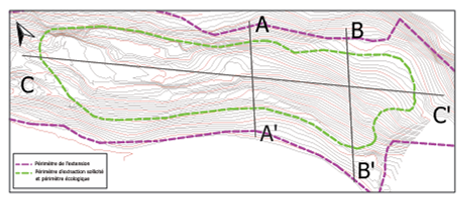 A
B
C
C'
A'
B'
Périmètre de l'extension
Périmètre d'extraction sollicité
et périmètre écologique